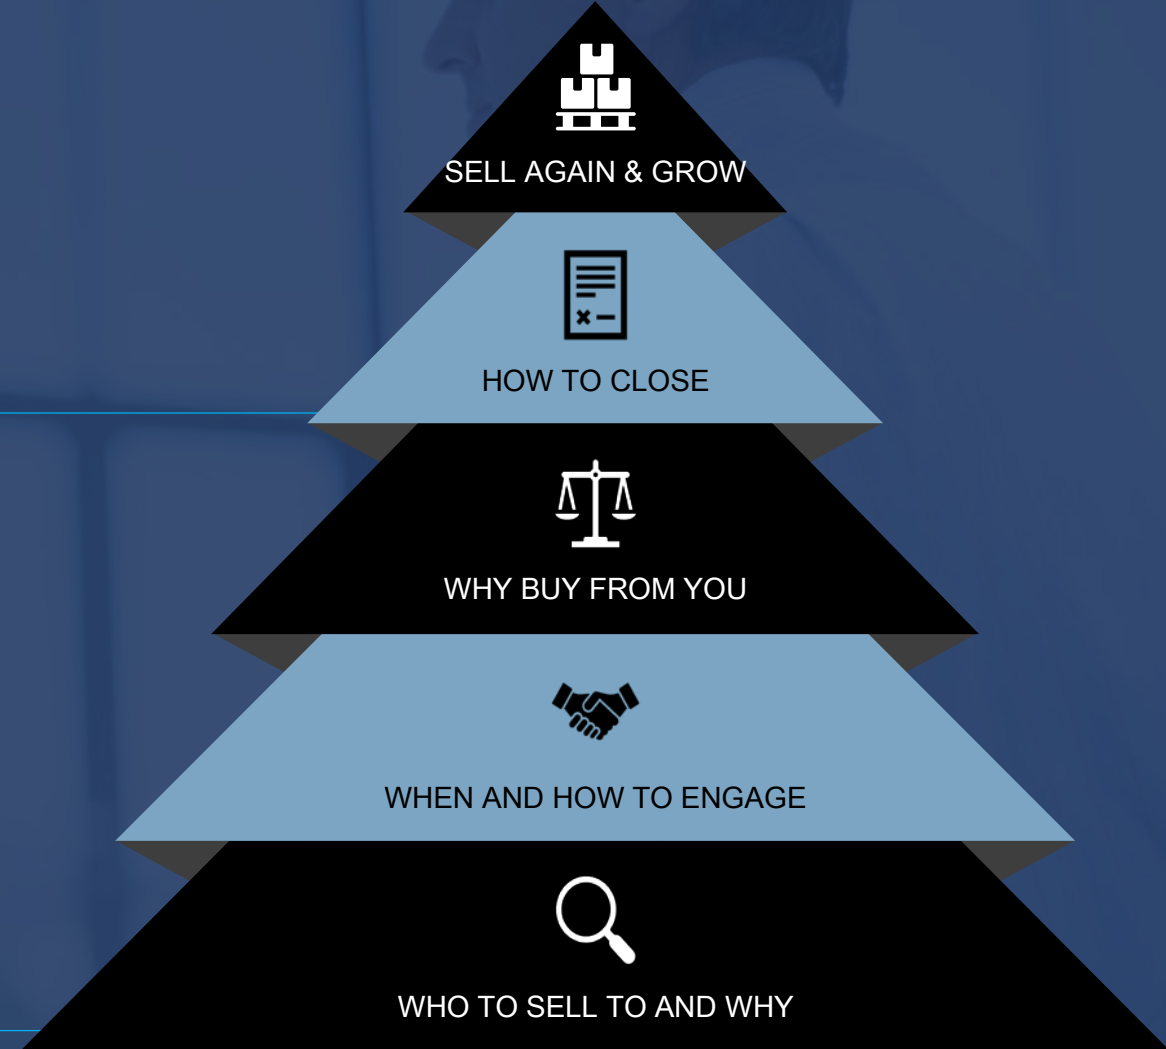 SELL AGAIN & GROW
HOW TO CLOSE
WHY BUY FROM YOU
WHEN AND HOW TO ENGAGE
WHO TO SELL TO AND WHY